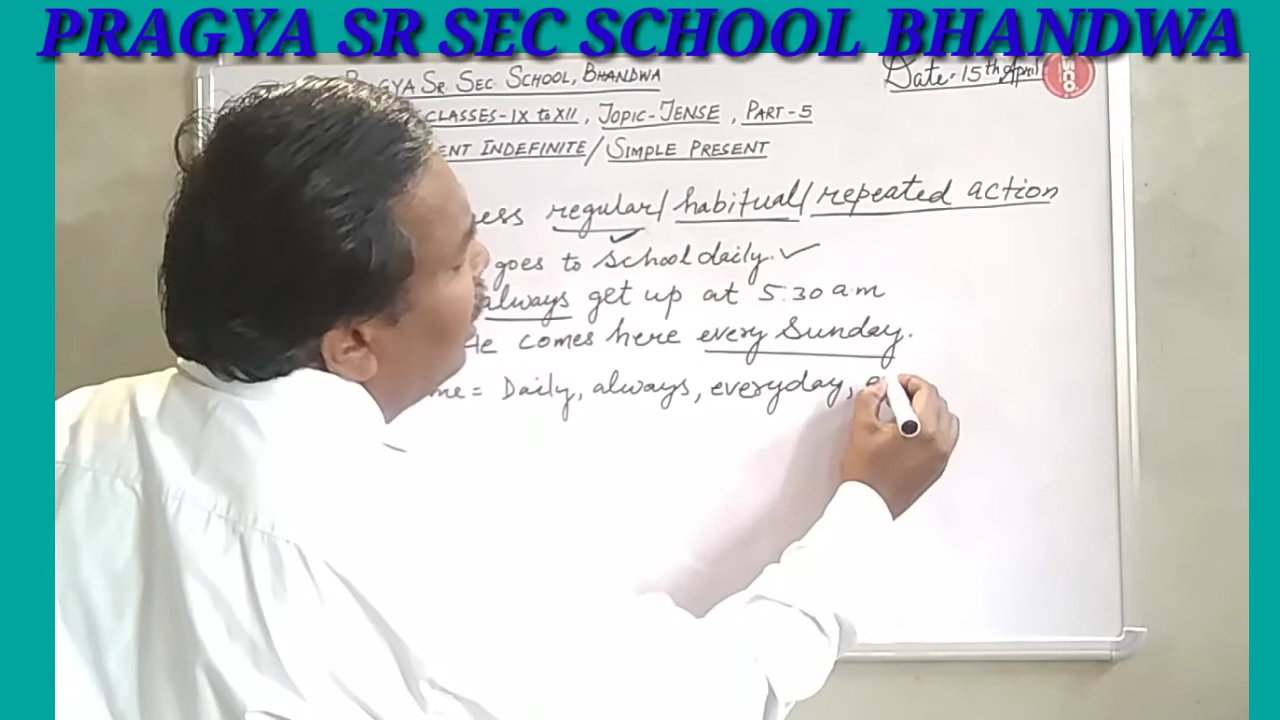 PRAGYA SR SEC SCHOOL BHANDWA
PRAGYA SR. SEC. SCHOOL, BHANDWA
Date- 15th April
CLASSES-IX to XII, TOPIC-TENSE, PART-5
INDEFINITE/SIMPLE PRESENT
regular/habitual/repeated action
goes to school daily.
always get up at 5:30 a m
He comes here every Sunday.
= Daily, always, everyday,